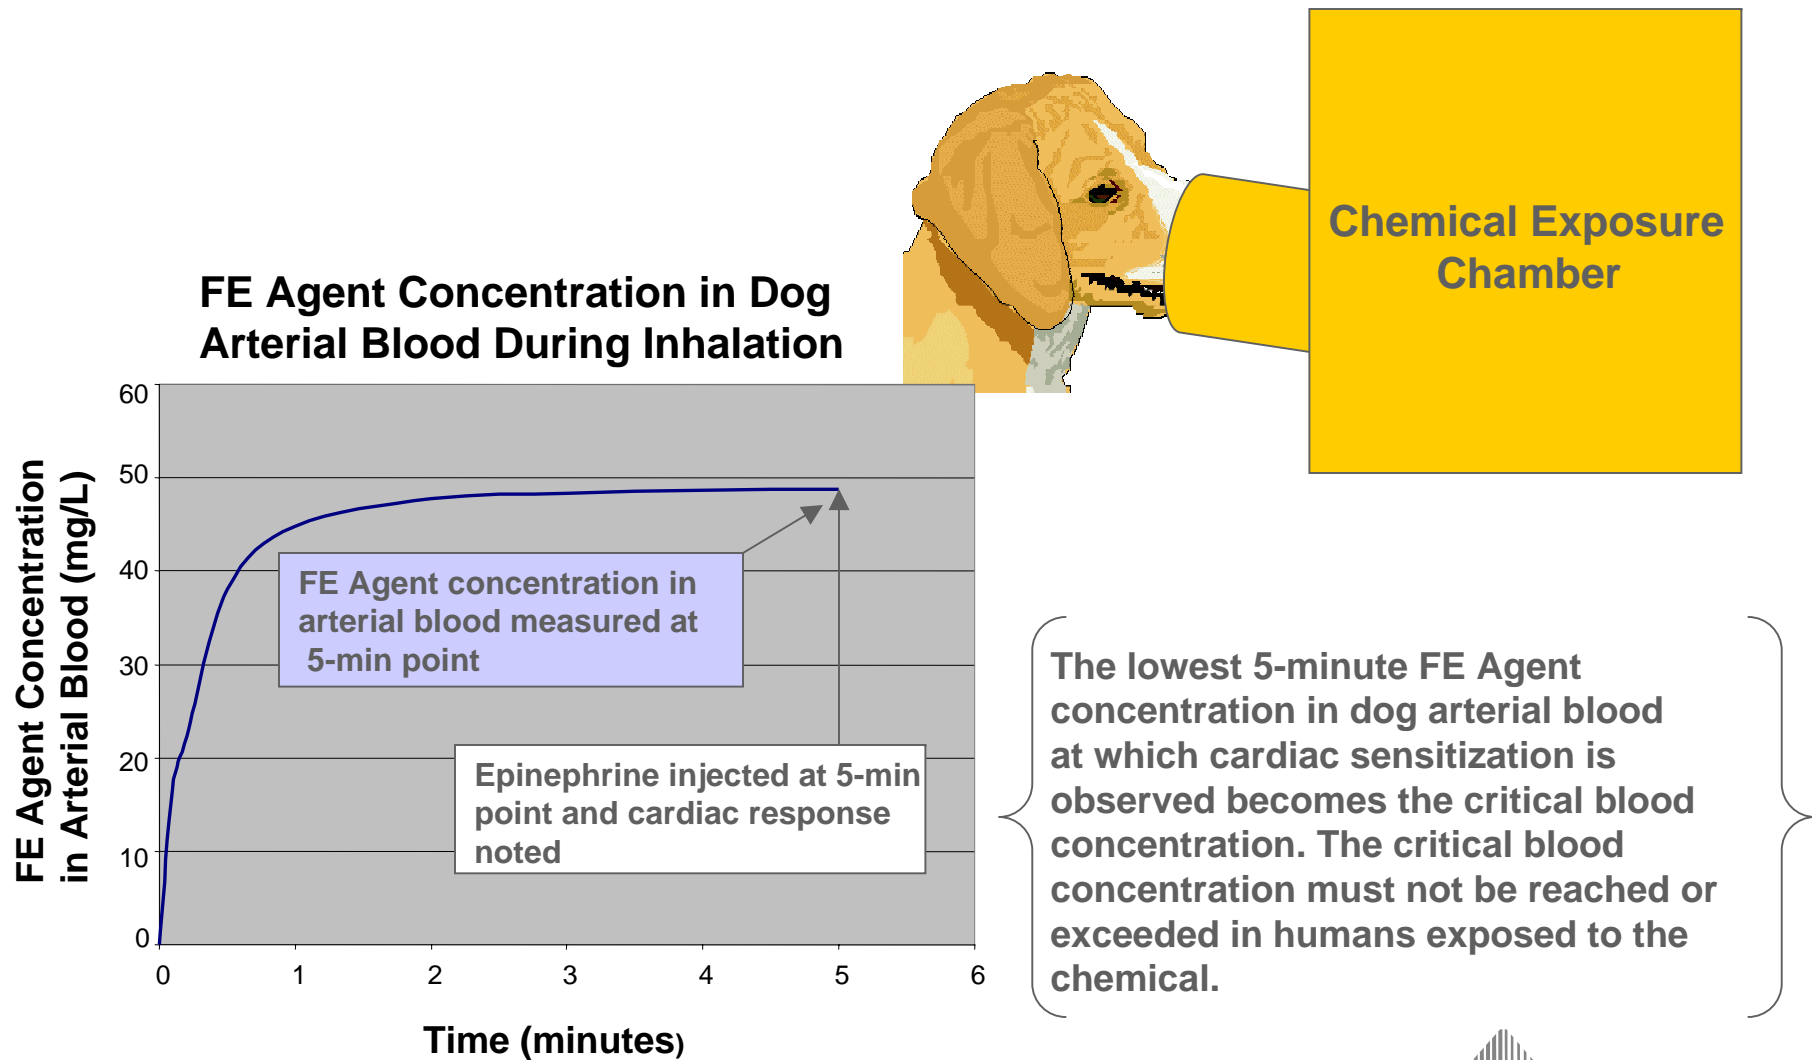 Chemical Exposure
Chamber
FE Agent Concentration in Dog
Arterial Blood During Inhalation
FE Agent Concentration
in Arterial Blood (mg/L)
60
50
40
30
20
10
0
FE Agent concentration in
arterial blood measured at
5-min point
Epinephrine injected at 5-min
point and cardiac response
noted
0 1 2 3 4 5 6
Time (minutes)
The lowest 5-minute FE Agent
concentration in dog arterial blood
at which cardiac sensitization is
observed becomes the critical blood
concentration. The critical blood
concentration must not be reached or
exceeded in humans exposed to the
chemical.